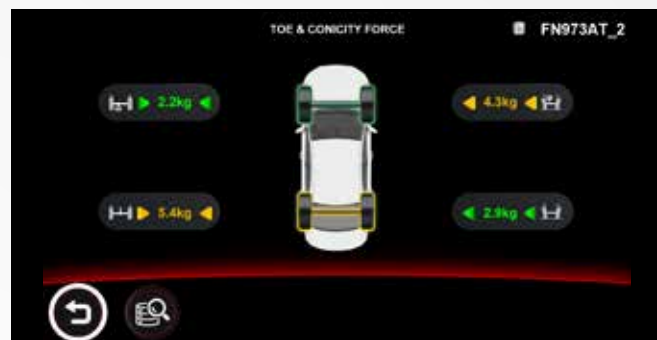 TOE & CONICITY FORCE
FN973AT_2
2.2kg
4.3kg
5.4kg
2.9kg